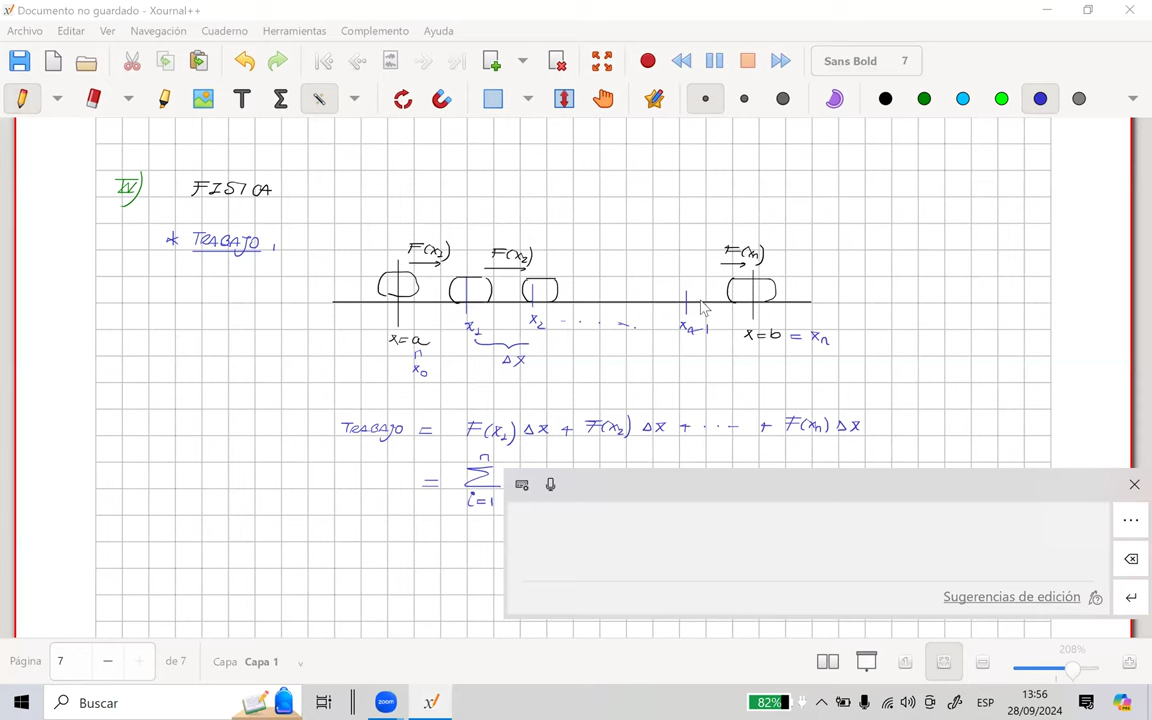 Documento no guardado - Xournal++
Archivo Editar Ver Navegación Cuaderno Herramientas Complemento Ayuda
Sans Bold 7
IV) FISICA
* TRABAJO,
F(x₁) F(x₂) F(xₙ)
x₁ x₂ · · · - . xₙ₋₁
x=a x=b = xₙ
Δx
x₀
TRABAJO = F(x₁) Δx + F(x₂) Δx + ··- + F(xₙ) Δx
n
= Σ
i=1
Sugerencias de edición
Página 7 de 7 Capa Capa 1 208%
Buscar zoom 82% ESP 13:56
28/09/2024